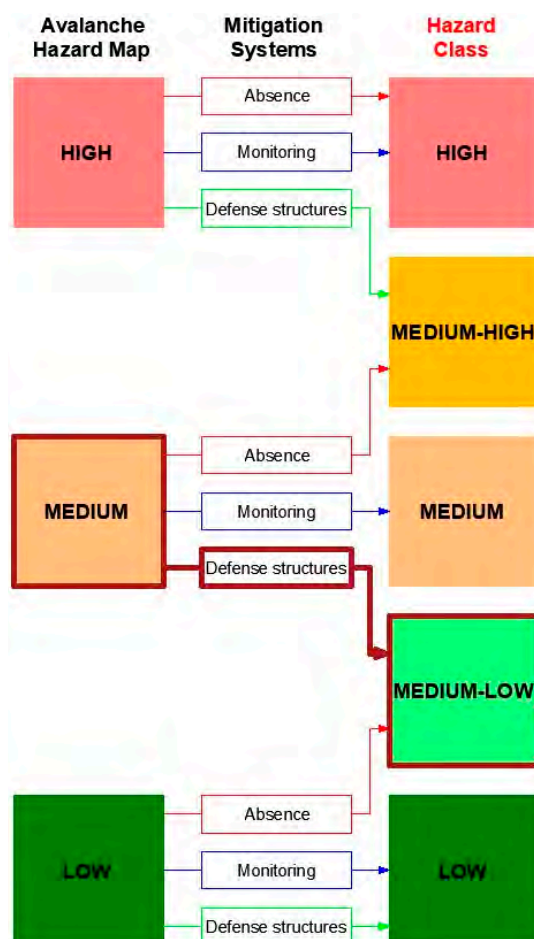 Avalanche
Hazard Map
Mitigation
Systems
Hazard
Class
HIGH
Absence
Monitoring
Defense structures
HIGH
MEDIUM-HIGH
MEDIUM
Absence
Monitoring
Defense structures
MEDIUM
MEDIUM-LOW
LOW
Absence
Monitoring
Defense structures
LOW